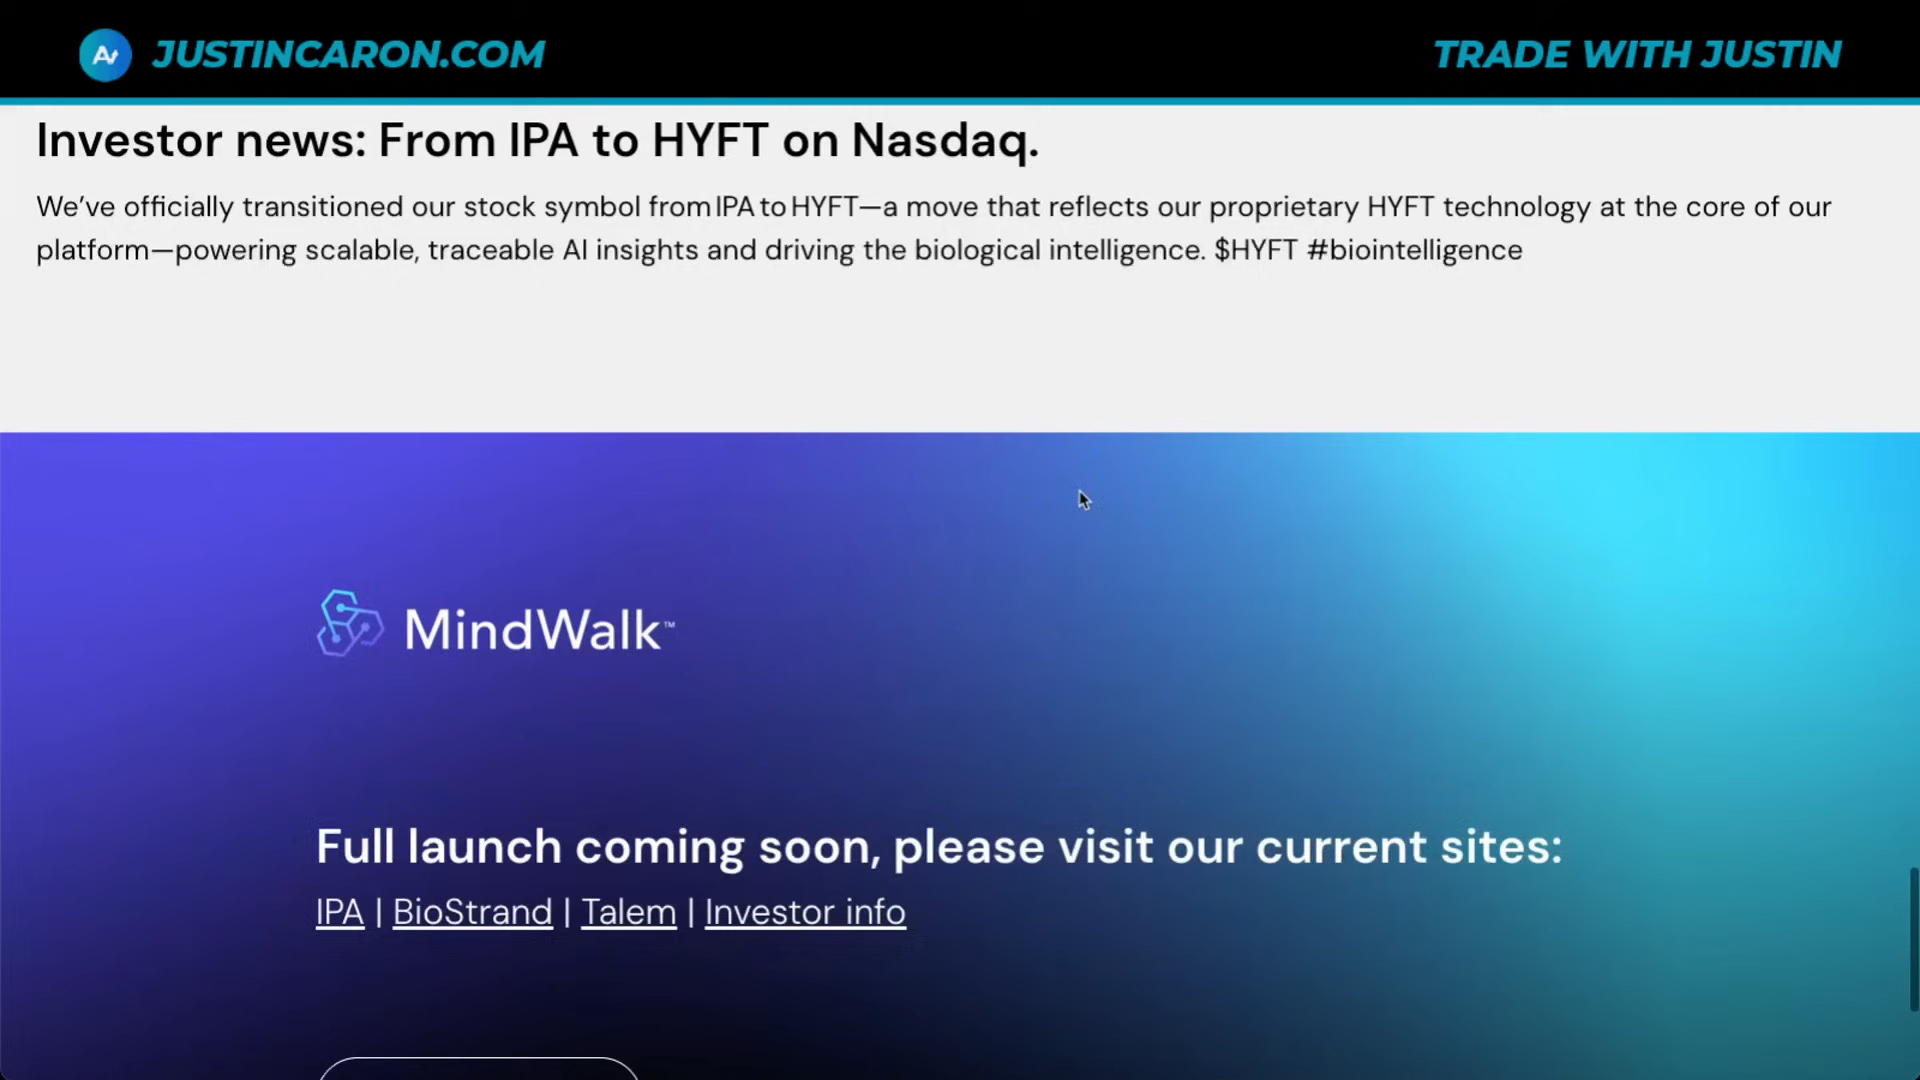 JUSTINCARON.COM
TRADE WITH JUSTIN
Investor news: From IPA to HYFT on Nasdaq.
We’ve officially transitioned our stock symbol from IPA to HYFT—a move that reflects our proprietary HYFT technology at the core of our
platform—powering scalable, traceable AI insights and driving the biological intelligence. $HYFT #biointelligence
MindWalk™
Full launch coming soon, please visit our current sites:
IPA | BioStrand | Talem | Investor info